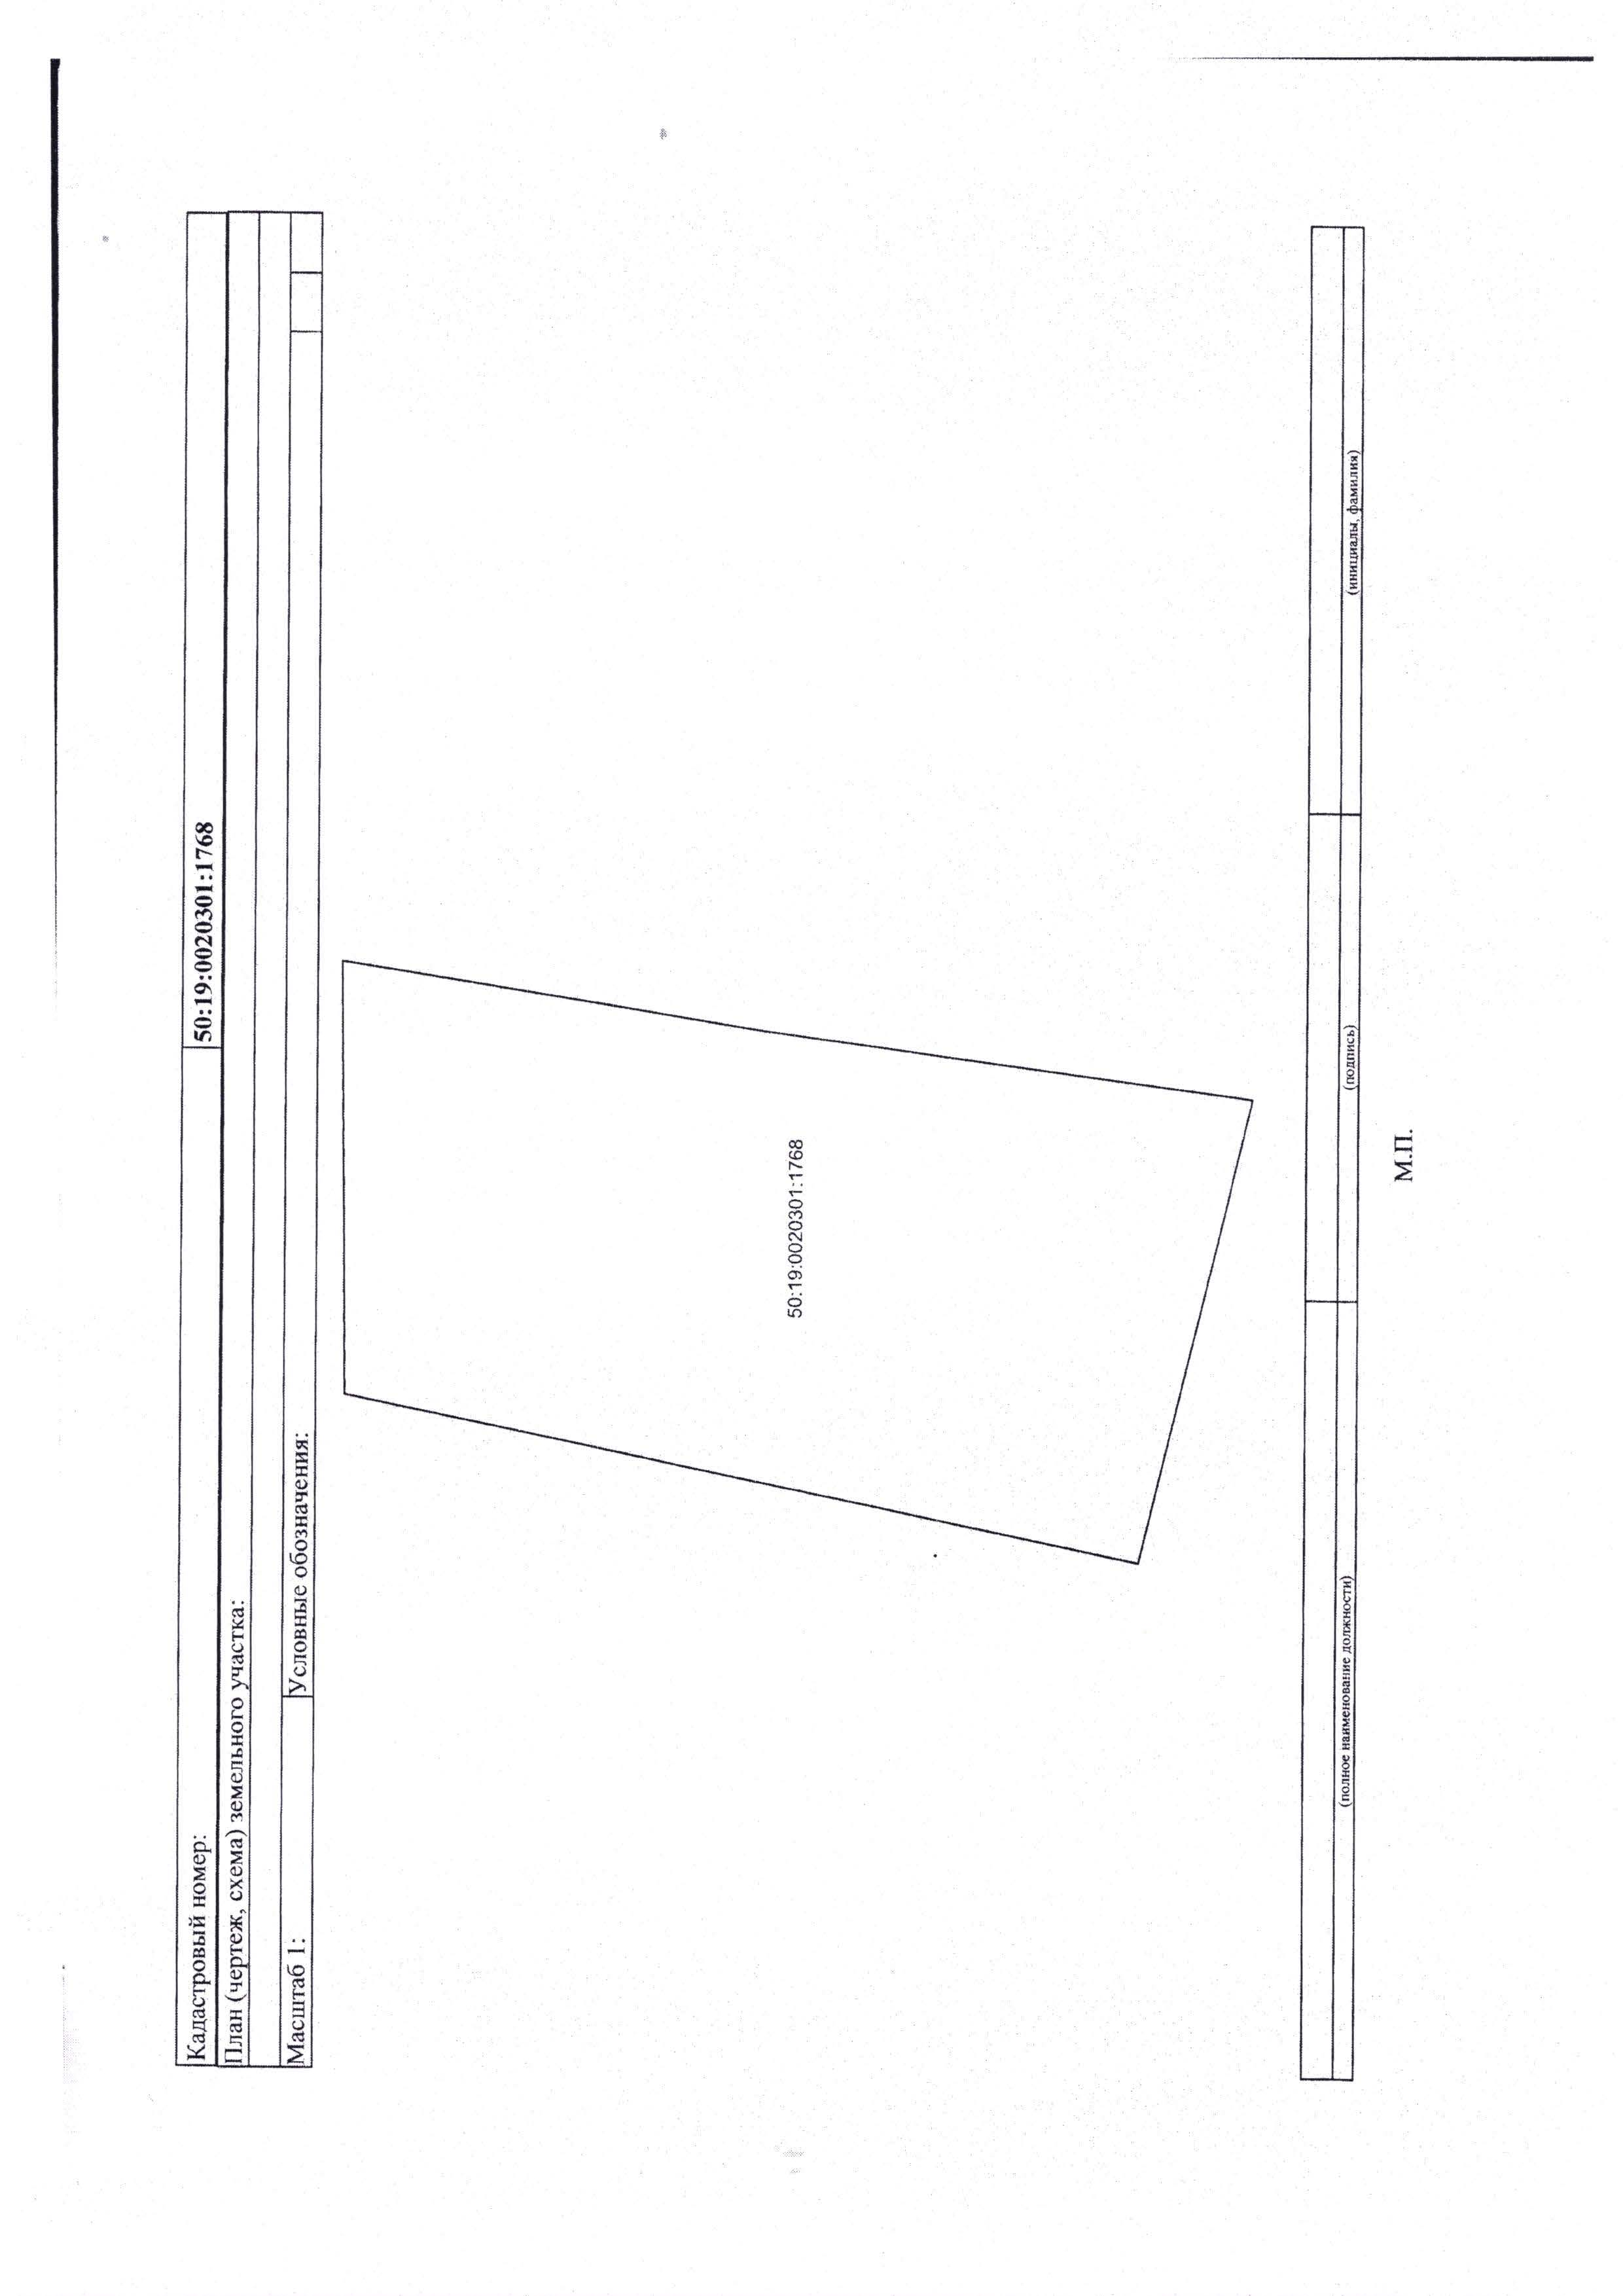 Кадастровый номер: 50:19:0020301:1768
План (чертеж, схема) земельного участка:
Масштаб 1: Условные обозначения:
50:19:0020301:1768
(полное наименование должности) (подпись) (инициалы, фамилия)
М.П.